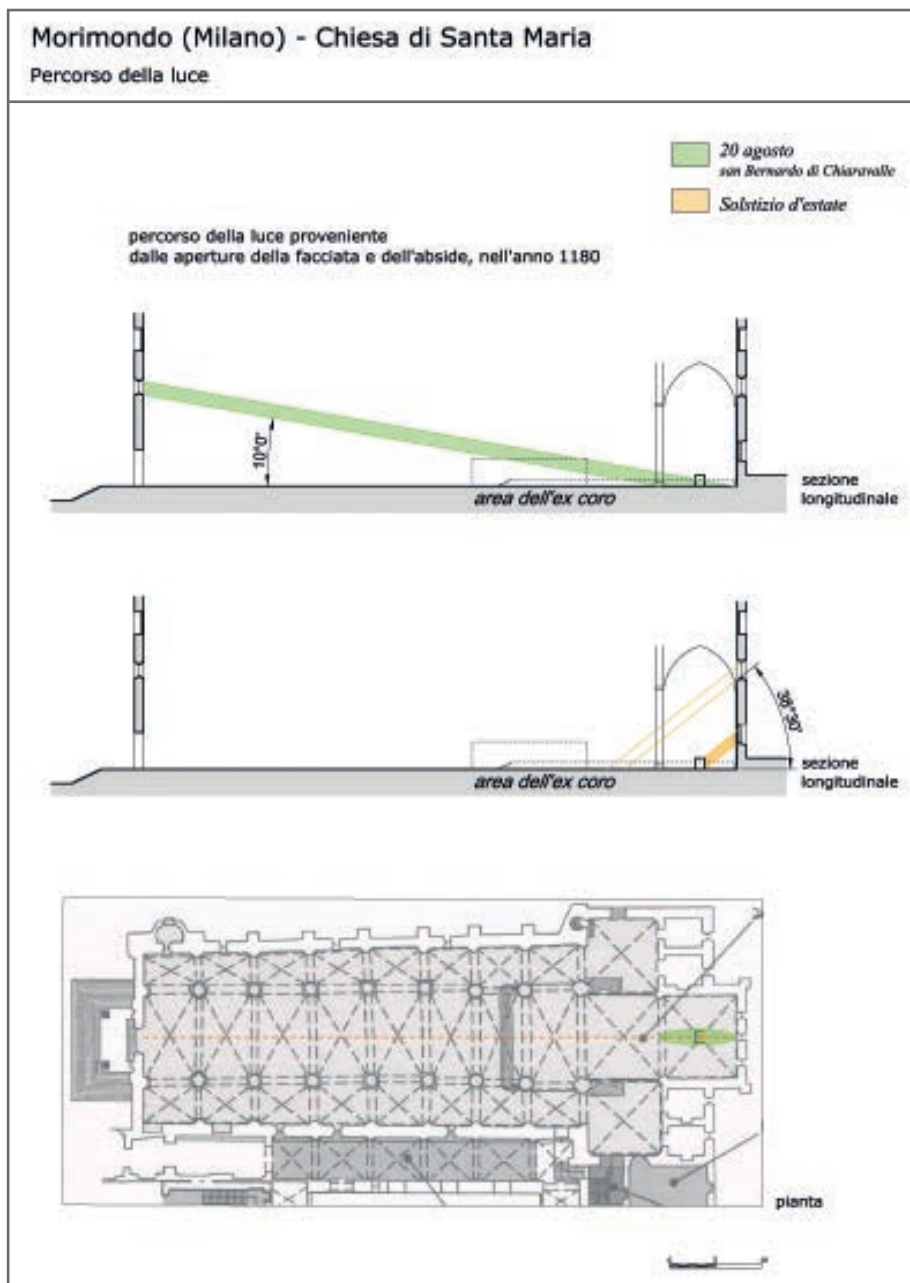 Morimondo (Milano) - Chiesa di Santa Maria
Percorso della luce
20 agosto
san Bernardo di Chiaravalle
Solstizio d'estate
percorso della luce proveniente
dalle aperture della facciata e dell'abside, nell'anno 1180
10°0'
area dell'ex coro
sezione
longitudinale
38°30'
area dell'ex coro
sezione
longitudinale
pianta